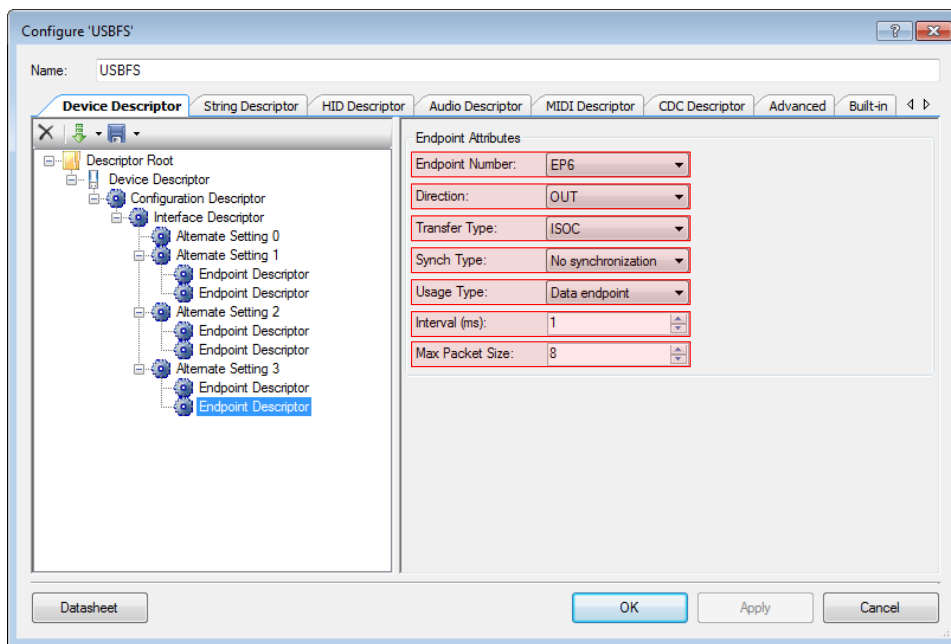 Configure 'USBFS'
Name: USBFS
Device Descriptor String Descriptor HID Descriptor Audio Descriptor MIDI Descriptor CDC Descriptor Advanced Built-in
Descriptor Root
Device Descriptor
Configuration Descriptor
Interface Descriptor
Alternate Setting 0
Alternate Setting 1
Endpoint Descriptor
Endpoint Descriptor
Alternate Setting 2
Endpoint Descriptor
Endpoint Descriptor
Alternate Setting 3
Endpoint Descriptor
Endpoint Descriptor
Endpoint Attributes
Endpoint Number: EP6
Direction: OUT
Transfer Type: ISOC
Synch Type: No synchronization
Usage Type: Data endpoint
Interval (ms): 1
Max Packet Size: 8
Datasheet OK Apply Cancel